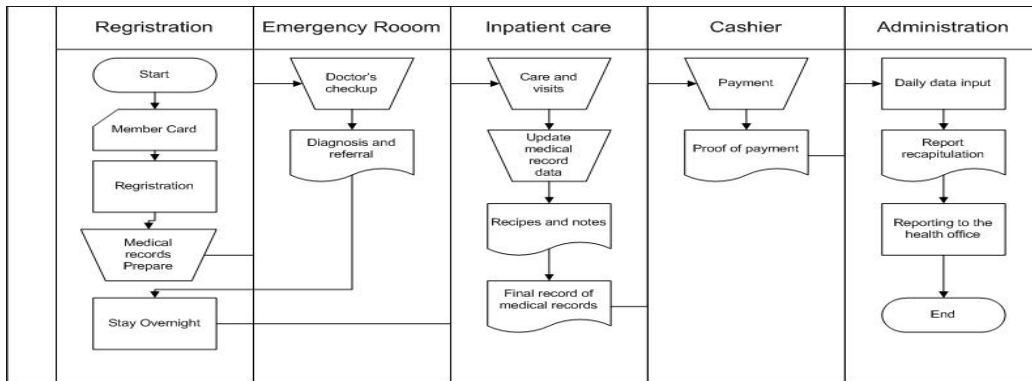 Regristration
Emergency Rooom
Inpatient care
Cashier
Administration
Start
Member Card
Regristration
Medical
records
Prepare
Stay Overnight
Doctor's
checkup
Diagnosis and
referral
Care and
visits
Update
medical
record
data
Recipes and notes
Final record of
medical records
Payment
Proof of payment
Daily data input
Report
recapitulation
Reporting to the
health office
End